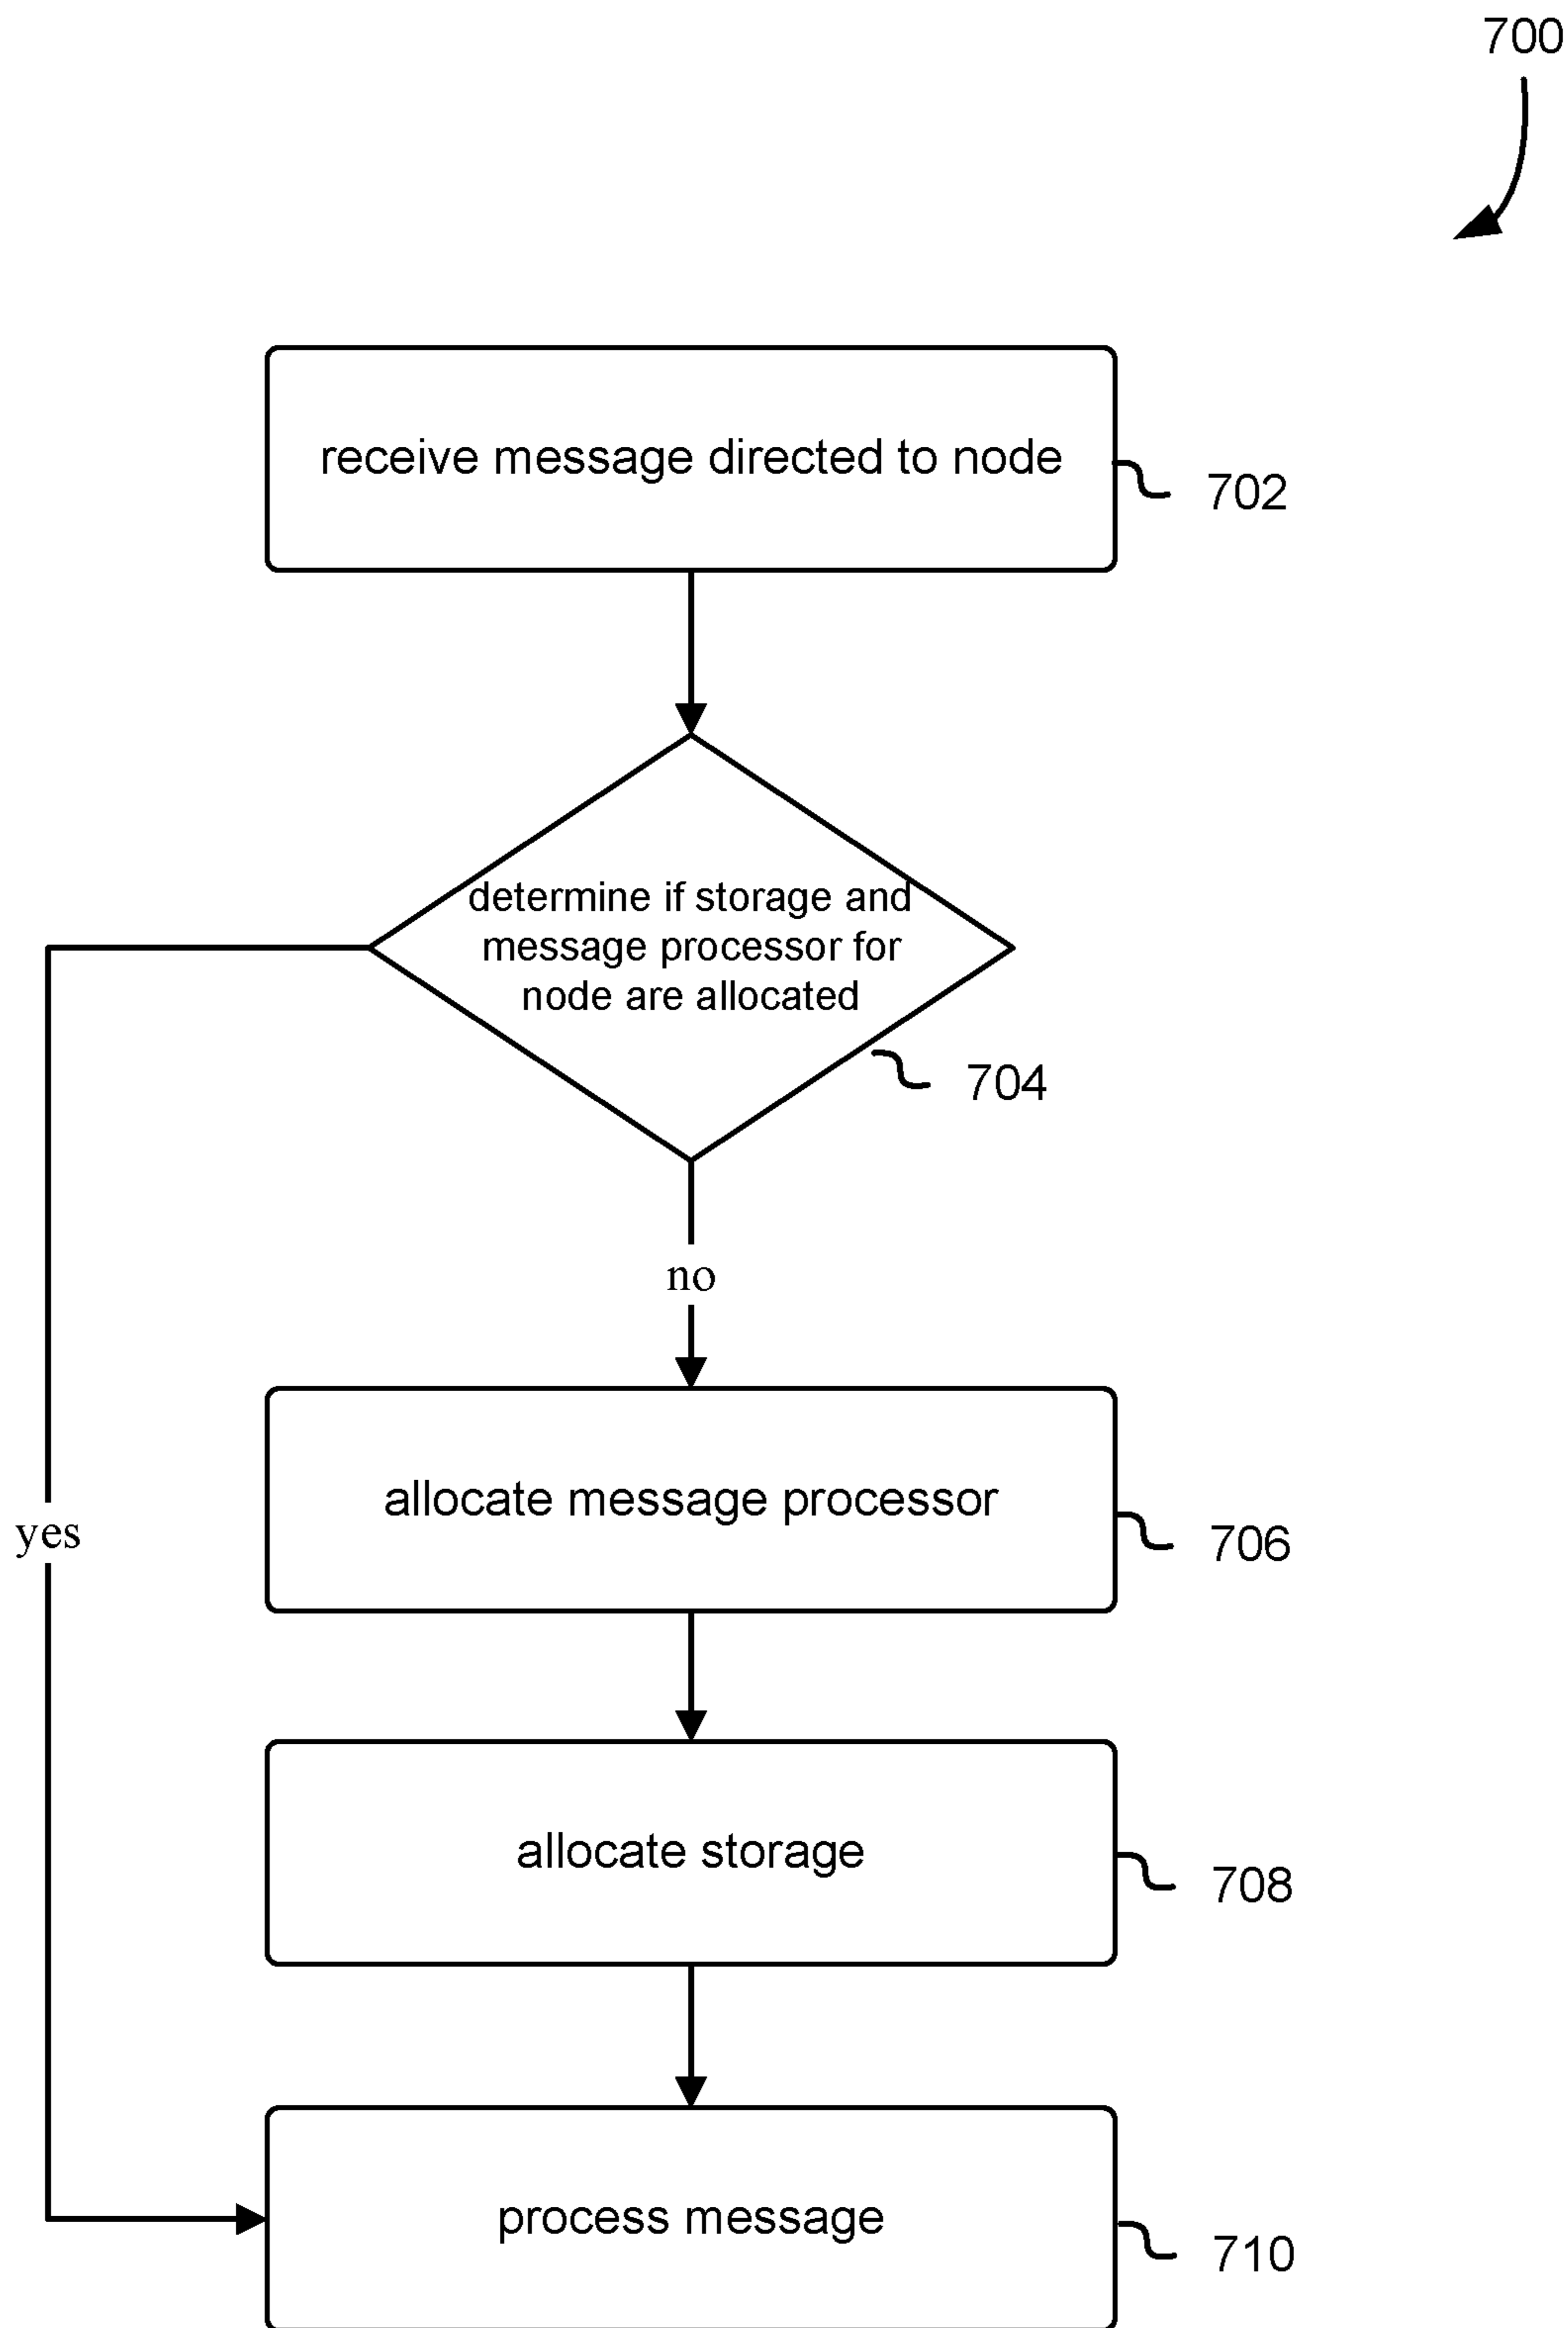 700
receive message directed to node
702
determine if storage and
message processor for
node are allocated
704
no
allocate message processor
706
yes
allocate storage
708
process message
710